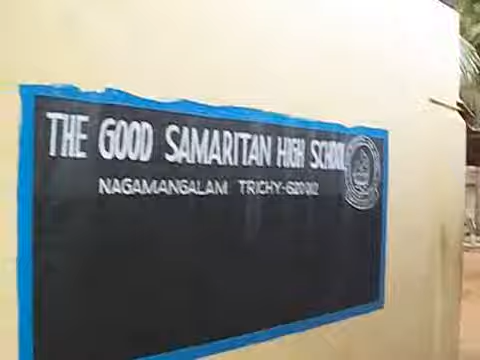 THE GOOD SAMARITAN HIGH SCHOOL
NAGAMANGALAM TRICHY-620 012